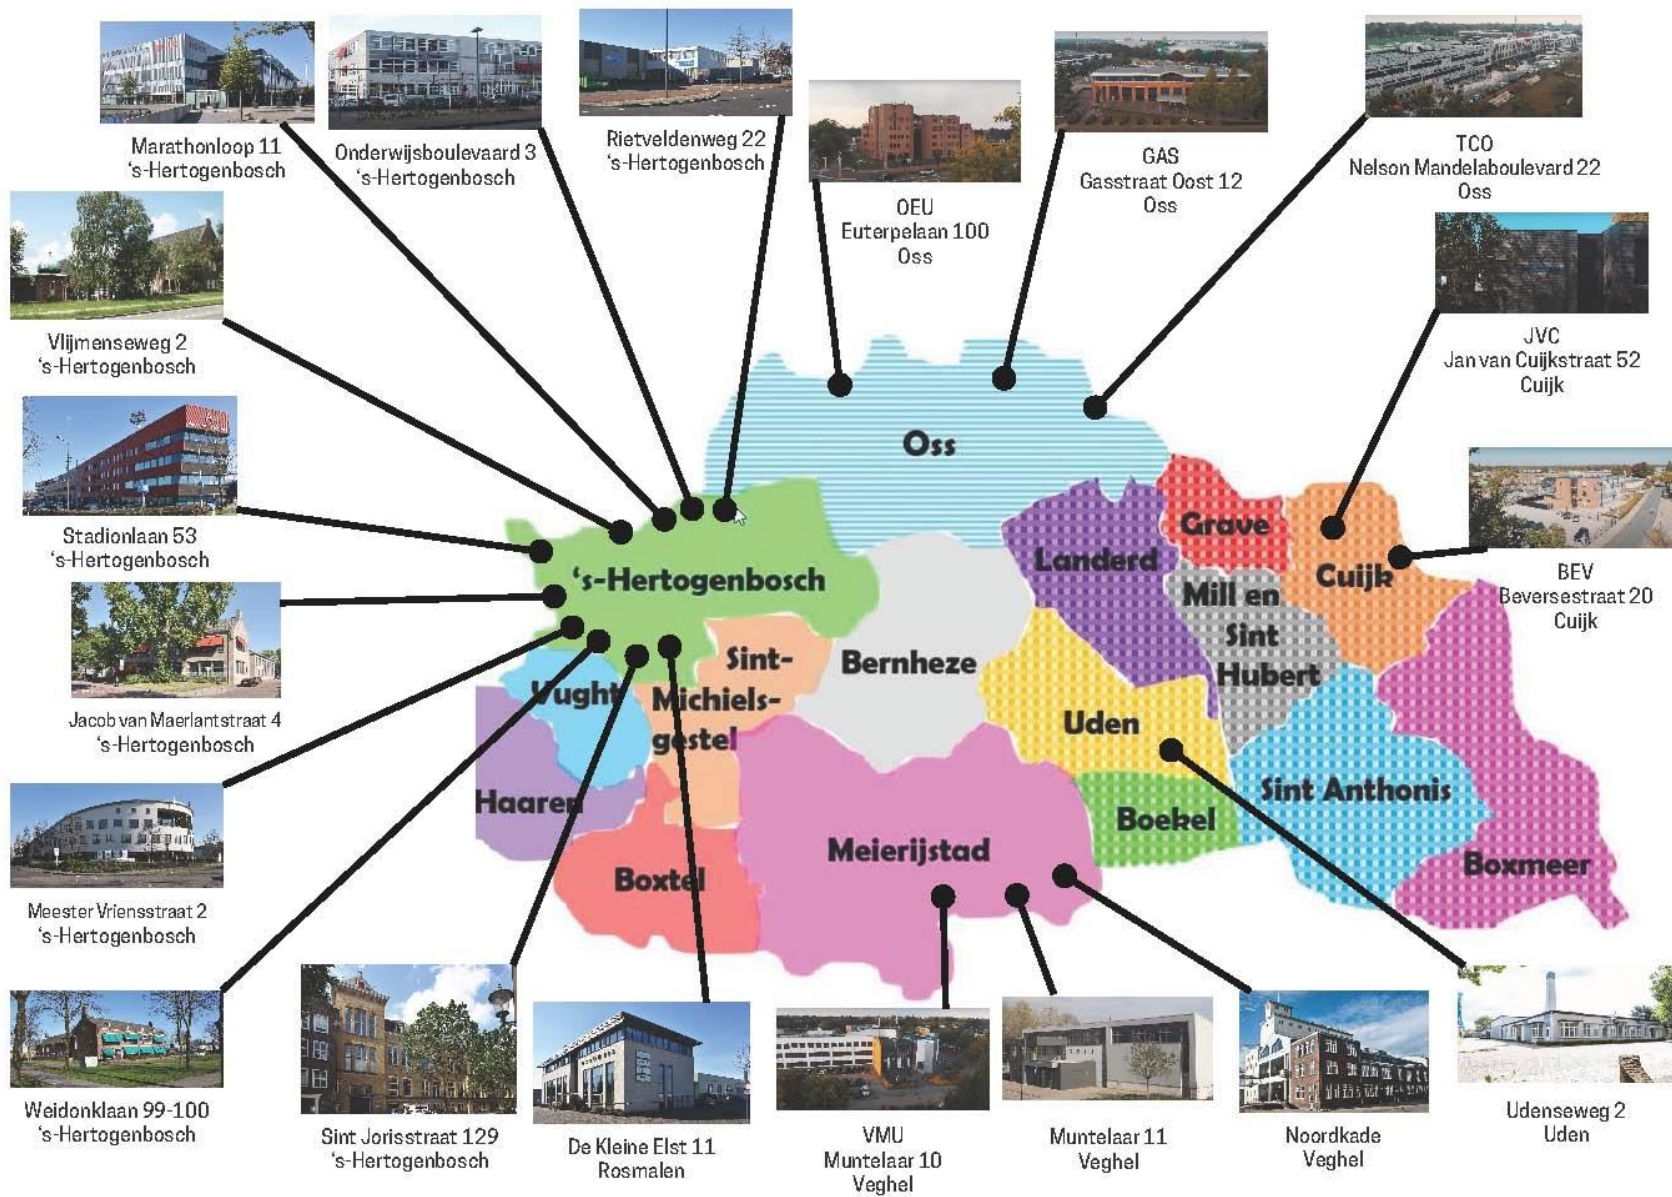 Marathonloop 11
‘s-Hertogenbosch
Onderwijsboulevaard 3
‘s-Hertogenbosch
Rietveldenweg 22
‘s-Hertogenbosch
OEU
Euterpelaan 100
Oss
GAS
Gasstraat Oost 12
Oss
TCO
Nelson Mandelaboulevard 22
Oss
Vlijmenseweg 2
‘s-Hertogenbosch
JVC
Jan van Cuijkstraat 52
Cuijk
Stadionlaan 53
‘s-Hertogenbosch
BEV
Beversestraat 20
Cuijk
Jacob van Maerlantstraat 4
‘s-Hertogenbosch
Meester Vriensstraat 2
‘s-Hertogenbosch
Weidonklaan 99-100
‘s-Hertogenbosch
Oss
‘s-Hertogenbosch
Landerd
Grave
Cuijk
Mill en
Sint
Hubert
Bernheze
Sint-
Michiels-
gestel
Vught
Uden
Haaren
Boxtel
Meierijstad
Boekel
Sint Anthonis
Boxmeer
Sint Jorisstraat 129
‘s-Hertogenbosch
De Kleine Elst 11
Rosmalen
VMU
Muntelaar 10
Veghel
Muntelaar 11
Veghel
Noordkade
Veghel
Udenseweg 2
Uden